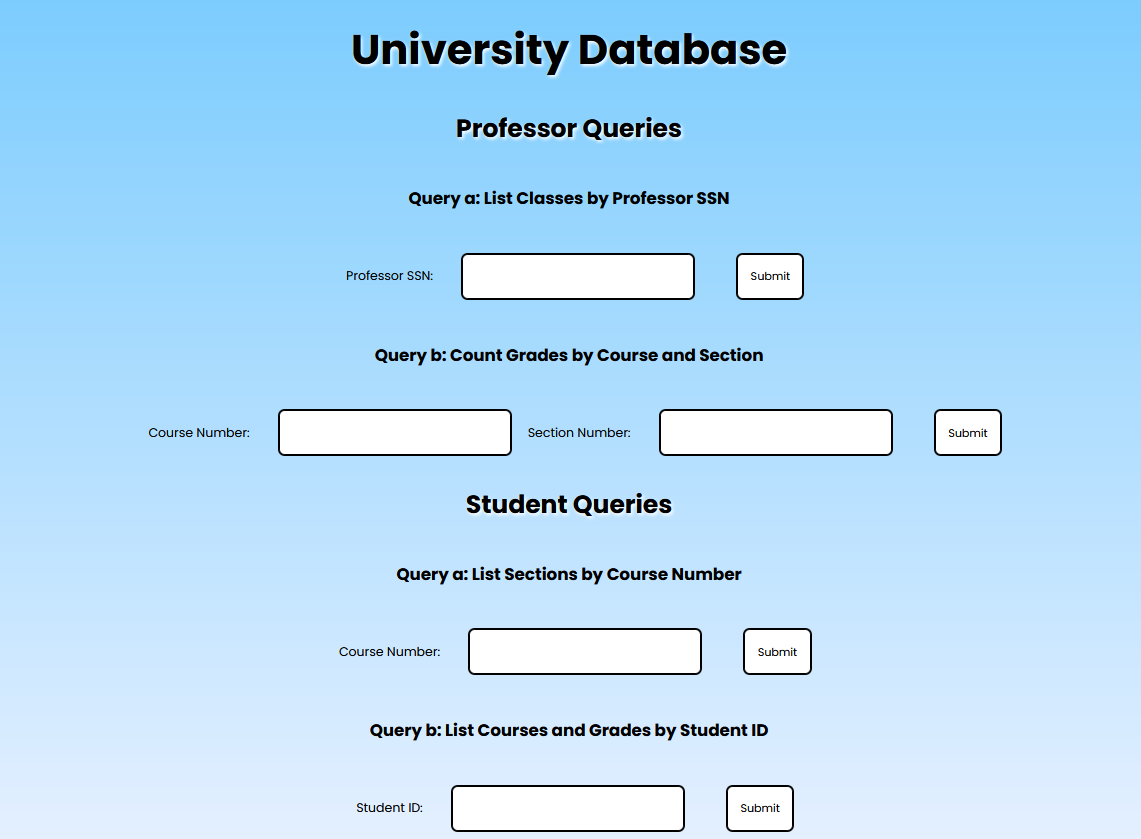 University Database
Professor Queries
Query a: List Classes by Professor SSN
Professor SSN: Submit
Query b: Count Grades by Course and Section
Course Number: Section Number: Submit
Student Queries
Query a: List Sections by Course Number
Course Number: Submit
Query b: List Courses and Grades by Student ID
Student ID: Submit